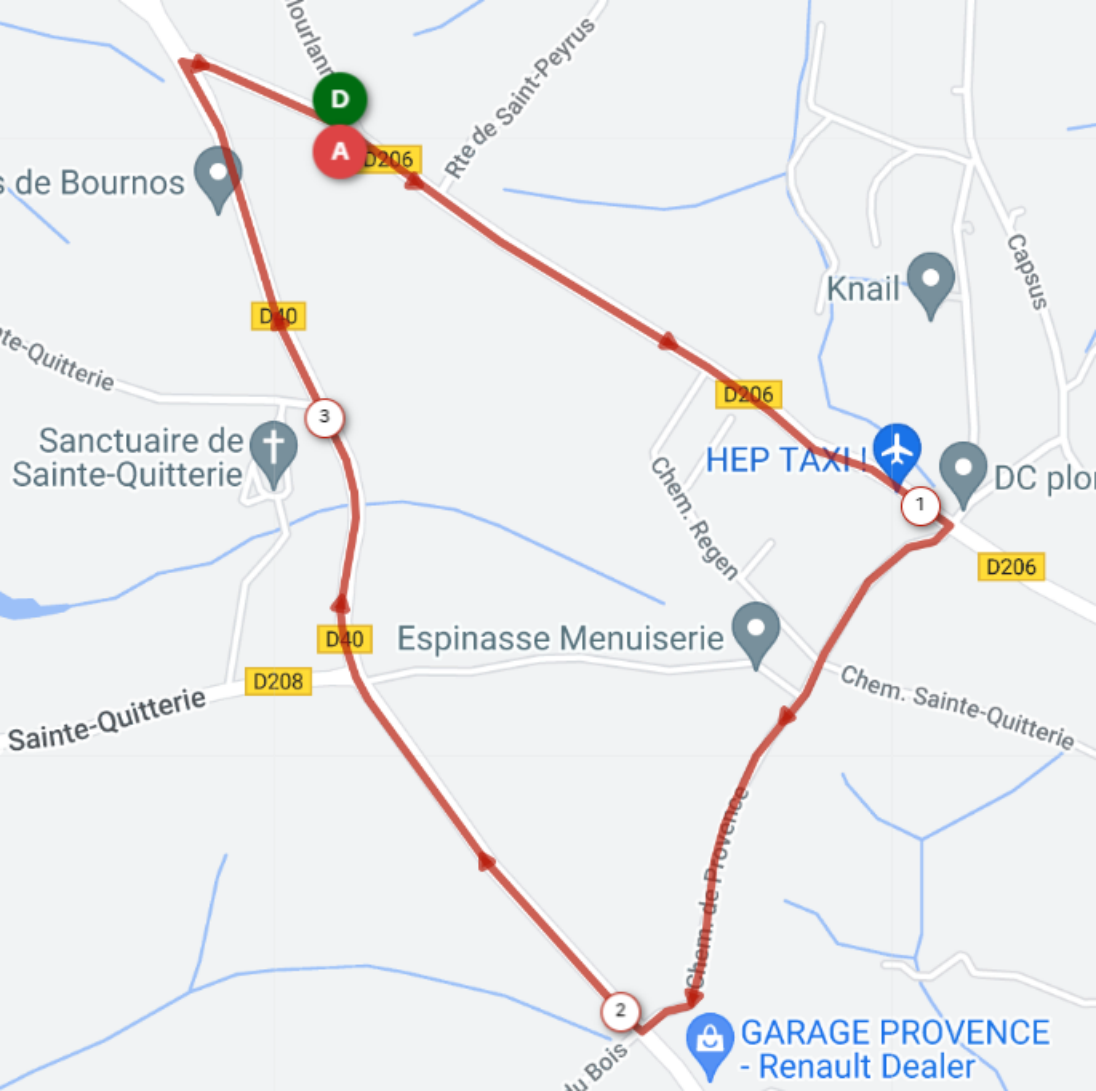 D
A
D206
Rte de Saint-Peyrus
s de Bournos
Capsus
Knail
D40
te-Quitterie
3
D206
Sanctuaire de
Sainte-Quitterie
HEP TAXI !
DC plo
1
Chem. Regen
D206
D40
Espinasse Menuiserie
D208
Sainte-Quitterie
Chem. Sainte-Quitterie
Chem. de Provence
2
GARAGE PROVENCE
- Renault Dealer
du Bois